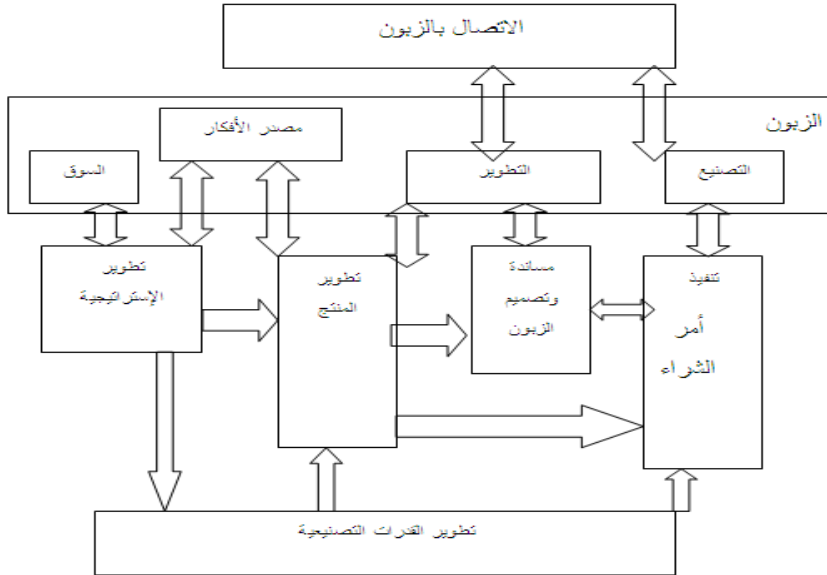 الاتصال بالزبون
الزبون
مصدر الأفكار
السوق
التطوير
التصنيع
تطوير
الإستراتيجية
تطوير
المنتج
مساندة
وتصميم
الزبون
تنفيذ
أمر
الشراء
تطوير القدرات التصنيعية